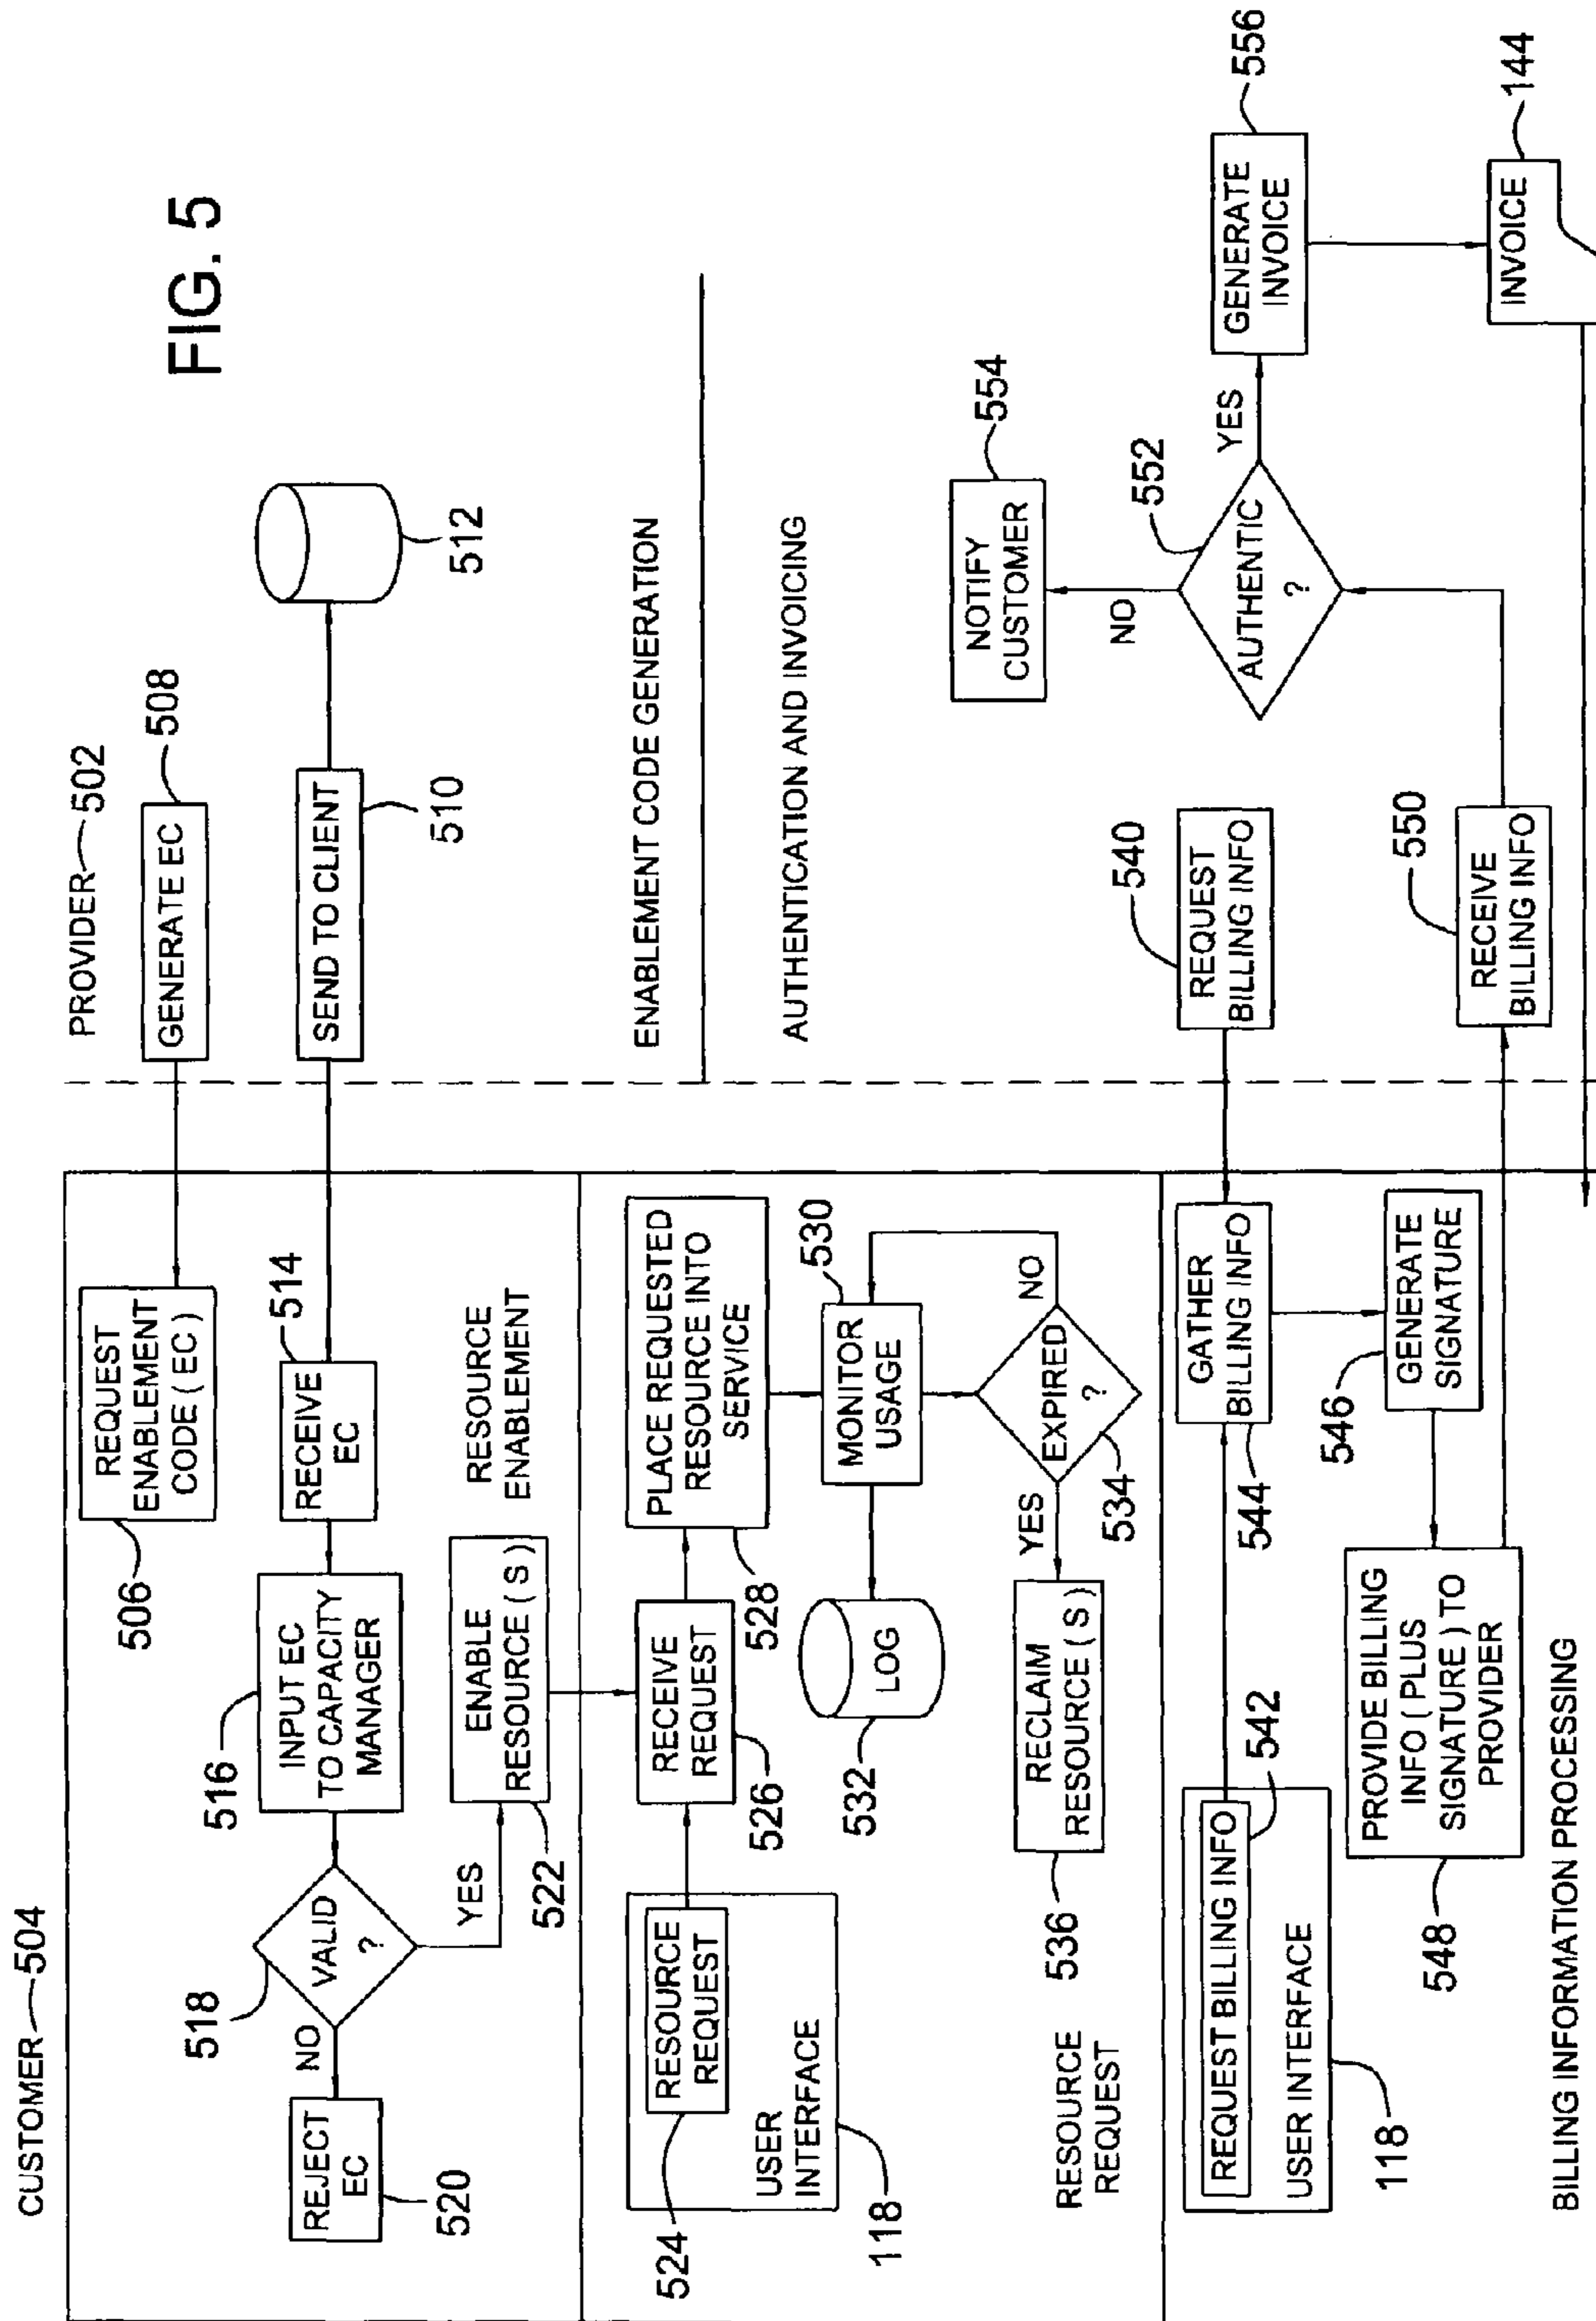 FIG. 5
CUSTOMER 504
PROVIDER 502
REQUEST
ENABLEMENT
CODE ( EC )
506
GENERATE EC
508
SEND TO CLIENT
510
512
RECEIVE
EC
514
INPUT EC
TO CAPACITY
MANAGER
516
VALID
?
518
NO
REJECT
EC
520
YES
ENABLE
RESOURCE ( S )
522
RESOURCE
ENABLEMENT
ENABLEMENT CODE GENERATION
RESOURCE
REQUEST
524
USER
INTERFACE
118
RECEIVE
REQUEST
526
PLACE REQUESTED
RESOURCE INTO
SERVICE
528
MONITOR
USAGE
530
LOG
532
EXPIRED
?
534
NO
YES
RECLAIM
RESOURCE ( S )
536
RESOURCE
REQUEST
AUTHENTICATION AND INVOICING
REQUEST
BILLING INFO
540
REQUEST BILLING INFO
542
USER INTERFACE
118
GATHER
BILLING INFO
544
GENERATE
SIGNATURE
546
PROVIDE BILLING
INFO ( PLUS
SIGNATURE ) TO
PROVIDER
548
BILLING INFORMATION PROCESSING
RECEIVE
BILLING INFO
550
AUTHENTIC
?
552
NO
NOTIFY
CUSTOMER
554
YES
GENERATE
INVOICE
556
INVOICE
144